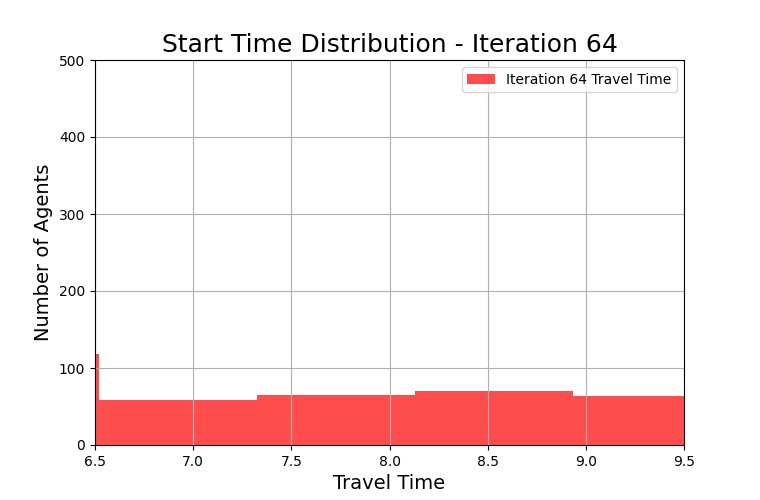 Start Time Distribution - Iteration 64
Iteration 64 Travel Time
Number of Agents
500
400
300
200
100
0
6.5 7.0 7.5 8.0 8.5 9.0 9.5
Travel Time